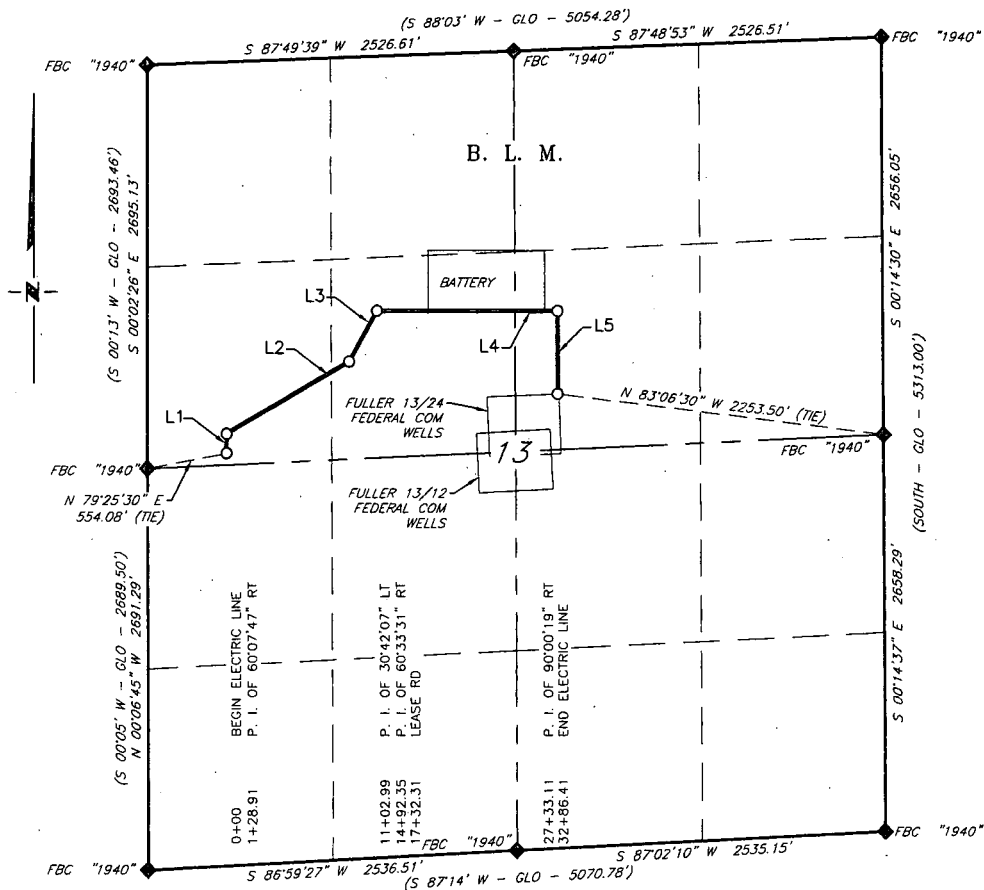 (S 88°03' W - GLO - 5054.28')
S 87°49'39" W 2526.61'
S 87°48'53" W 2526.51'
FBC "1940"
FBC "1940"
FBC "1940"
B. L. M.
(S 00°13' W - GLO - 2693.46')
S 00°02'26" E 2695.13'
S 00°14'30" E 2656.05'
N
BATTERY
L3
L4
L5
L2
L1
FULLER 13/24
FEDERAL COM
WELLS
N 83°06'30" W 2253.50' (TIE)
(SOUTH - GLO - 5313.00')
FBC "1940"
FBC "1940"
13
N 79°25'30" E
554.08' (TIE)
FULLER 13/12
FEDERAL COM
WELLS
(S 00°05' W - GLO - 2689.50')
N 00°06'45" W 2691.29'
S 00°14'37" E 2658.29'
0+00 BEGIN ELECTRIC LINE
1+28.91 P. I. OF 60°07'47" RT
11+02.99 P. I. OF 30°42'07" LT
14+92.35 P. I. OF 60°33'31" RT
17+32.31 LEASE RD
27+33.11 P. I. OF 90°00'19" RT
32+86.41 END ELECTRIC LINE
FBC "1940"
FBC "1940"
FBC "1940"
S 86°59'27" W 2536.51'
S 87°02'10" W 2535.15'
(S 87°14' W - GLO - 5070.78')